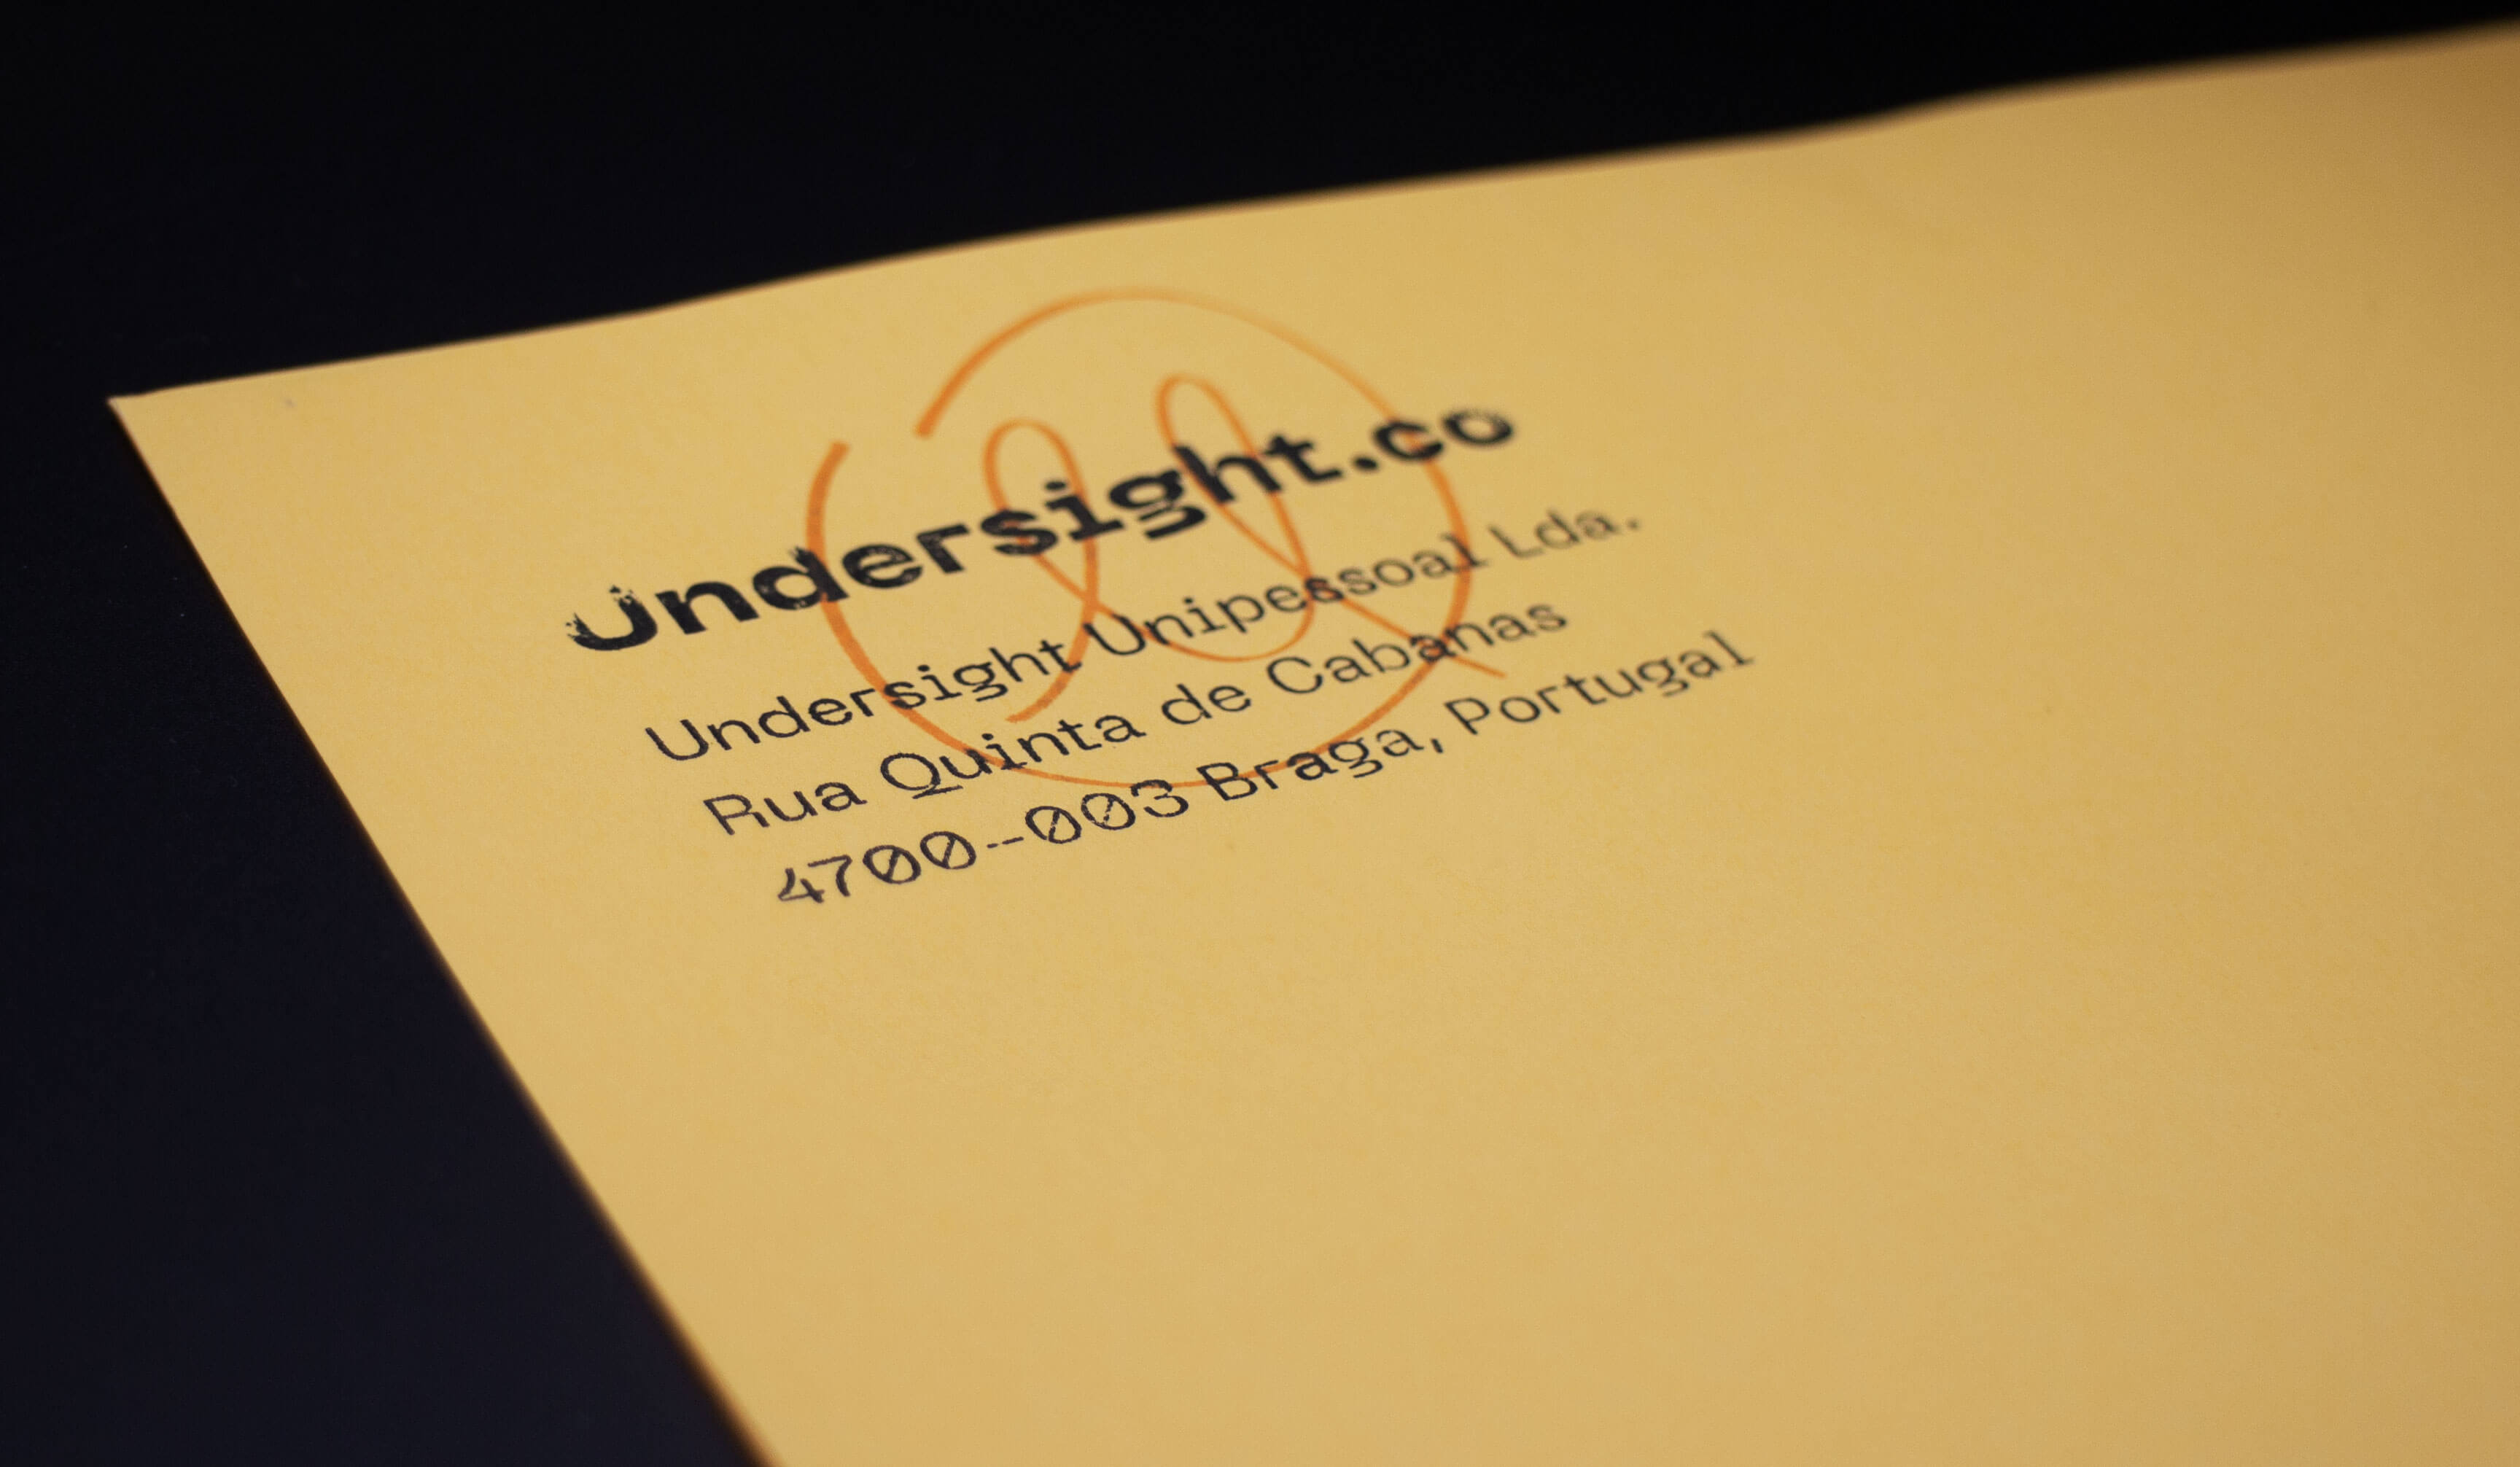 Undersight.co
Undersight Unipessoal Lda.
Rua Quinta de Cabanas
4700--003 Braga, Portugal